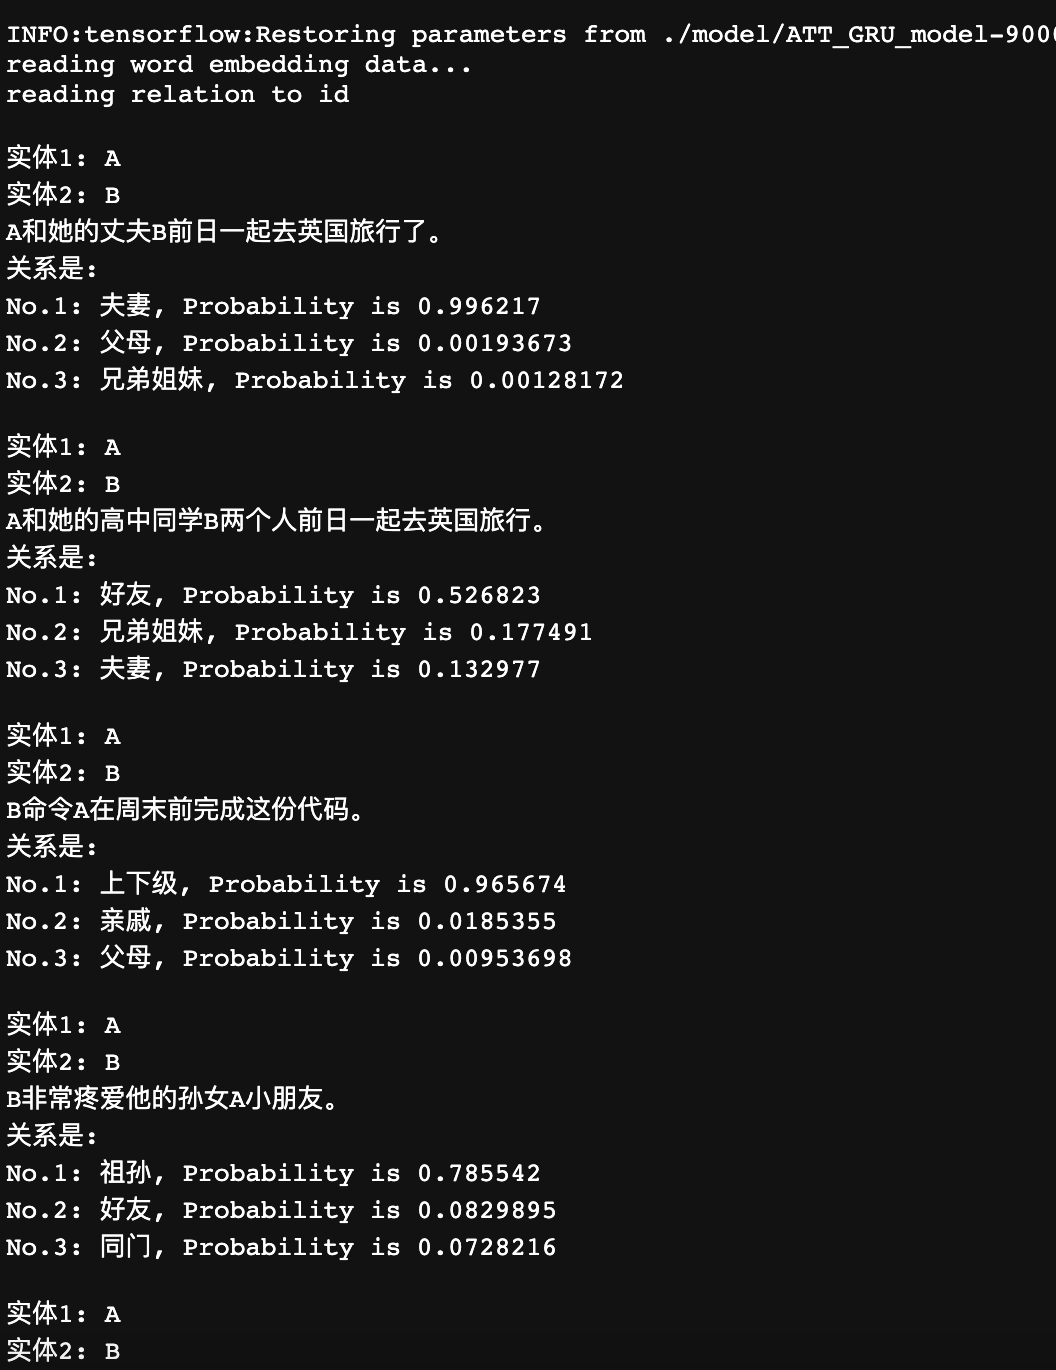 INFO:tensorflow:Restoring parameters from ./model/ATT_GRU_model-900
reading word embedding data...
reading relation to id
实体1: A
实体2: B
A和她的丈夫B前日一起去英国旅行了。
关系是:
No.1: 夫妻, Probability is 0.996217
No.2: 父母, Probability is 0.00193673
No.3: 兄弟姐妹, Probability is 0.00128172
实体1: A
实体2: B
A和她的高中同学B两个人前日一起去英国旅行。
关系是:
No.1: 好友, Probability is 0.526823
No.2: 兄弟姐妹, Probability is 0.177491
No.3: 夫妻, Probability is 0.132977
实体1: A
实体2: B
B命令A在周末前完成这份代码。
关系是:
No.1: 上下级, Probability is 0.965674
No.2: 亲戚, Probability is 0.0185355
No.3: 父母, Probability is 0.00953698
实体1: A
实体2: B
B非常疼爱他的孙女A小朋友。
关系是:
No.1: 祖孙, Probability is 0.785542
No.2: 好友, Probability is 0.0829895
No.3: 同门, Probability is 0.0728216
实体1: A
实体2: B